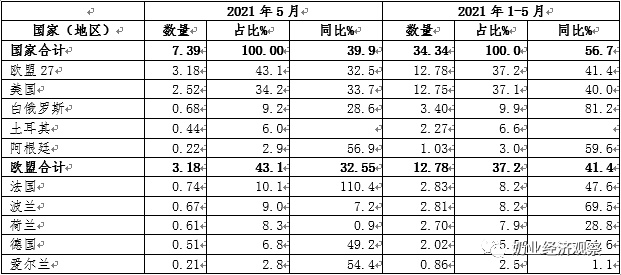 2021 年 5 月 2021 年 1-5 月
国家（地区） 数量 占比% 同比% 数量 占比% 同比%
国家合计 7.39 100.00 39.9 34.34 100.0 56.7
欧盟 27 3.18 43.1 32.5 12.78 37.2 41.4
美国 2.52 34.2 33.7 12.75 37.1 40.0
白俄罗斯 0.68 9.2 28.6 3.40 9.9 81.2
土耳其 0.44 6.0 2.27 6.6
阿根廷 0.22 2.9 56.9 1.03 3.0 59.6
欧盟合计 3.18 43.1 32.55 12.78 37.2 41.4
法国 0.74 10.1 110.4 2.83 8.2 47.6
波兰 0.67 9.0 7.2 2.81 8.2 69.5
荷兰 0.61 8.3 0.9 2.70 7.9 28.8
德国 0.51 6.8 49.2 2.02
爱尔兰 0.21 2.8 54.4 0.86 2.5 1.1
奶业经济观察